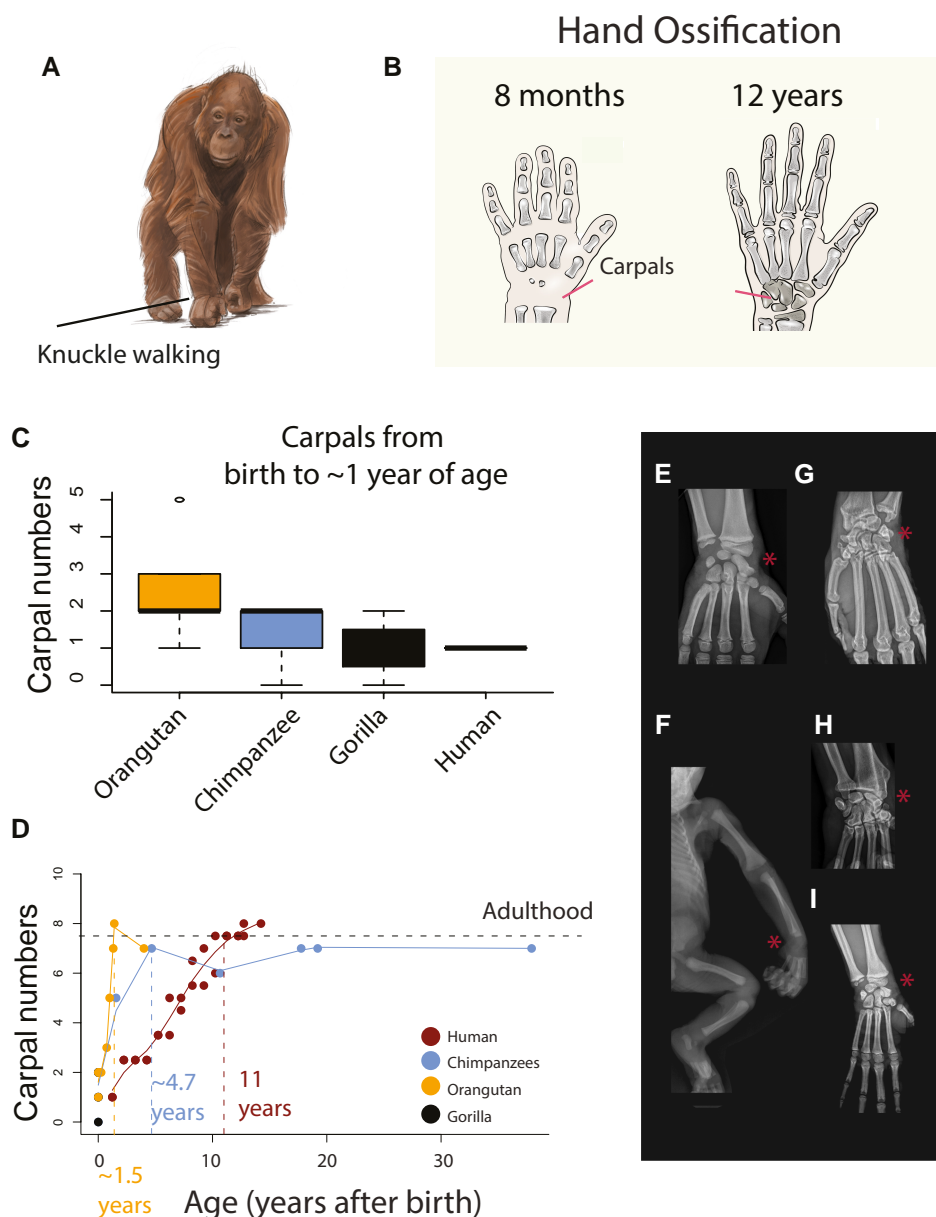 Hand Ossification
A
B
8 months
12 years
Carpals
Knuckle walking
C
Carpals from
birth to ~1 year of age
Carpal numbers
5
4
3
2
1
0
Orangutan
Chimpanzee
Gorilla
Human
D
Carpal numbers
8
6
4
2
0
Adulthood
Human
Chimpanzees
Orangutan
Gorilla
~4.7
years
11
years
0
10
20
30
~1.5
years
Age (years after birth)
E
*
G
*
F
*
H
*
I
*